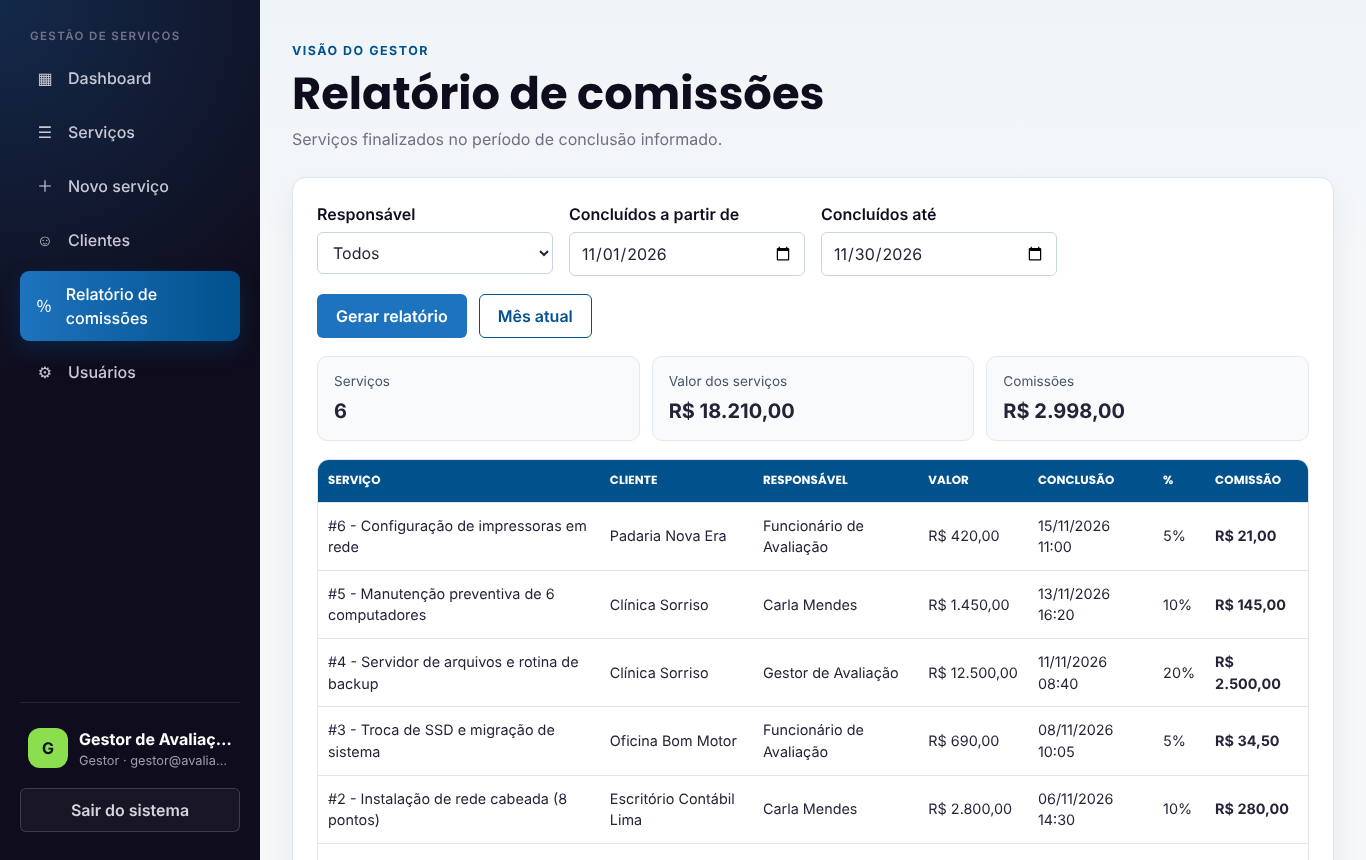 GESTÃO DE SERVIÇOS
Dashboard
Serviços
Novo serviço
Clientes
% Relatório de
comissões
Usuários
G
Gestor de Avaliaç...
Gestor · gestor@avalia...
Sair do sistema
VISÃO DO GESTOR
Relatório de comissões
Serviços finalizados no período de conclusão informado.
Responsável Concluídos a partir de Concluídos até
Todos 11/01/2026 11/30/2026
Gerar relatório Mês atual
Serviços Valor dos serviços Comissões
6 R$ 18.210,00 R$ 2.998,00
SERVIÇO CLIENTE RESPONSÁVEL VALOR CONCLUSÃO % COMISSÃO
#6 - Configuração de impressoras em
rede
Padaria Nova Era
Funcionário de
Avaliação
R$ 420,00
15/11/2026
11:00
5%
R$ 21,00
#5 - Manutenção preventiva de 6
computadores
Clínica Sorriso
Carla Mendes
R$ 1.450,00
13/11/2026
16:20
10%
R$ 145,00
#4 - Servidor de arquivos e rotina de
backup
Clínica Sorriso
Gestor de Avaliação
R$ 12.500,00
11/11/2026
08:40
20%
R$
2.500,00
#3 - Troca de SSD e migração de
sistema
Oficina Bom Motor
Funcionário de
Avaliação
R$ 690,00
08/11/2026
10:05
5%
R$ 34,50
#2 - Instalação de rede cabeada (8
pontos)
Escritório Contábil
Lima
Carla Mendes
R$ 2.800,00
06/11/2026
14:30
10%
R$ 280,00